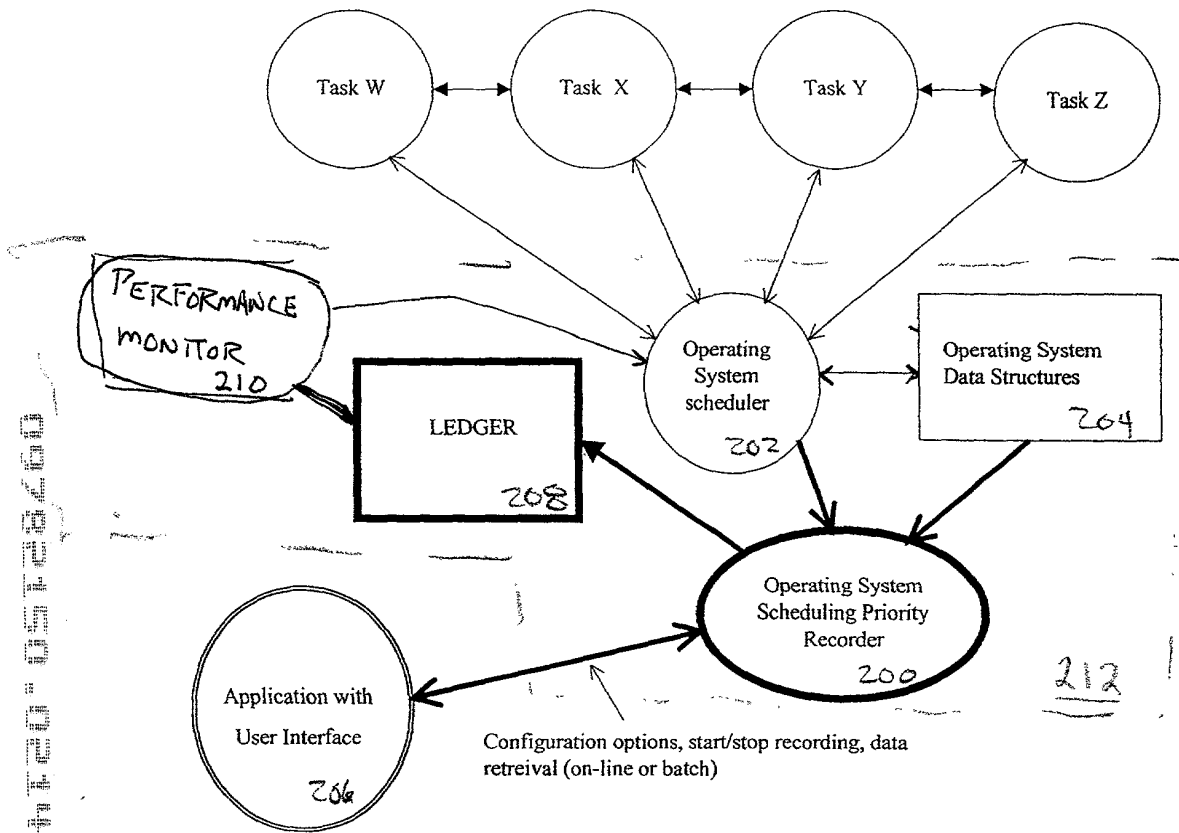 Task W
Task X
Task Y
Task Z
PERFORMANCE
MONITOR
210
LEDGER
208
Operating
System
scheduler
202
Operating System
Data Structures
204
Operating System
Scheduling Priority
Recorder
200
212
Application with
User Interface
206
Configuration options, start/stop recording, data
retreival (on-line or batch)